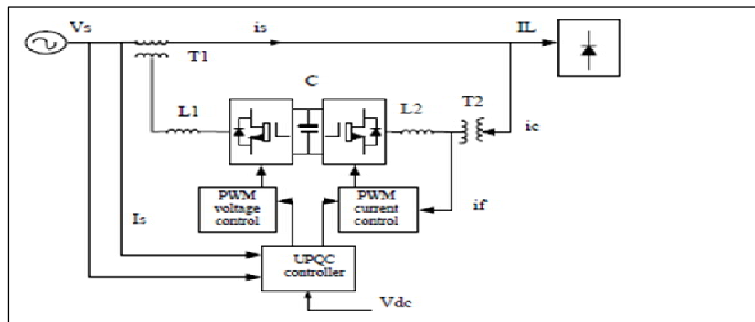 Vs
is
IL
T1
C
L1
L2
T2
ic
PWM
voltage
control
PWM
current
control
if
Is
UPQC
controller
Vdc